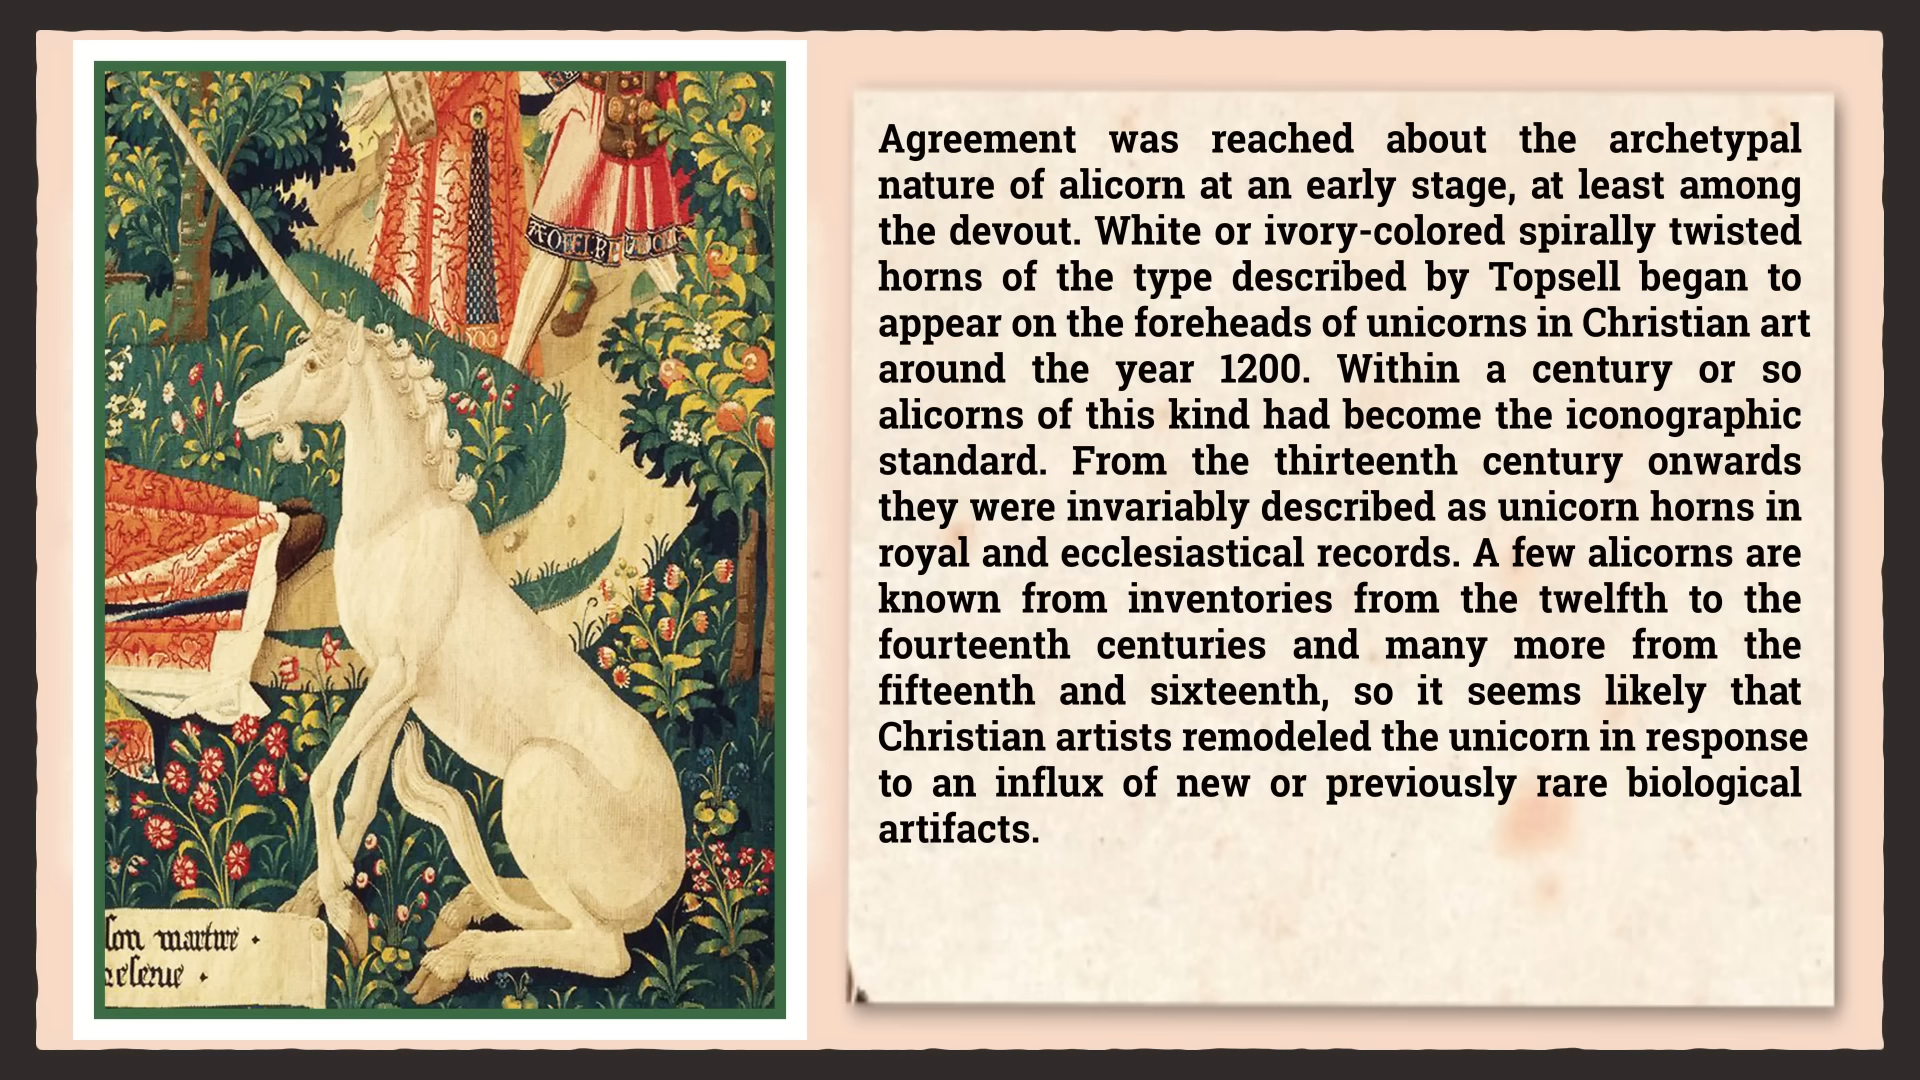 Agreement was reached about the archetypal
nature of alicorn at an early stage, at least among
the devout. White or ivory-colored spirally twisted
horns of the type described by Topsell began to
appear on the foreheads of unicorns in Christian art
around the year 1200. Within a century or so
alicorns of this kind had become the iconographic
standard. From the thirteenth century onwards
they were invariably described as unicorn horns in
royal and ecclesiastical records. A few alicorns are
known from inventories from the twelfth to the
fourteenth centuries and many more from the
fifteenth and sixteenth, so it seems likely that
Christian artists remodeled the unicorn in response
to an influx of new or previously rare biological
artifacts.